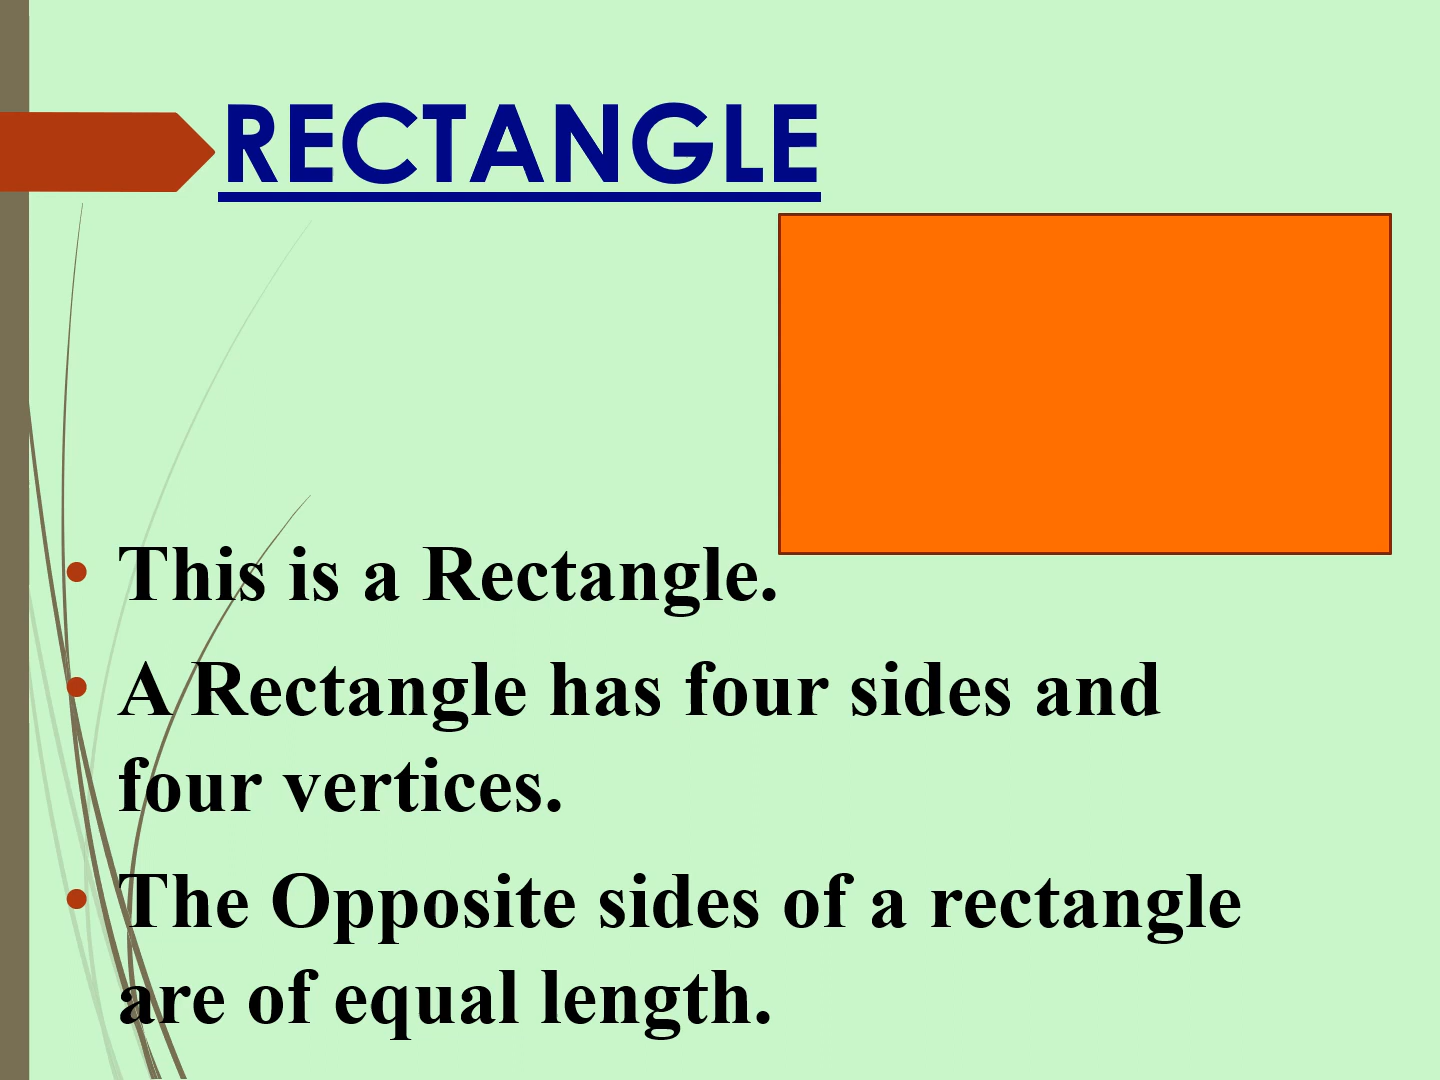 RECTANGLE
• This is a Rectangle.
• A Rectangle has four sides and
four vertices.
• The Opposite sides of a rectangle
are of equal length.